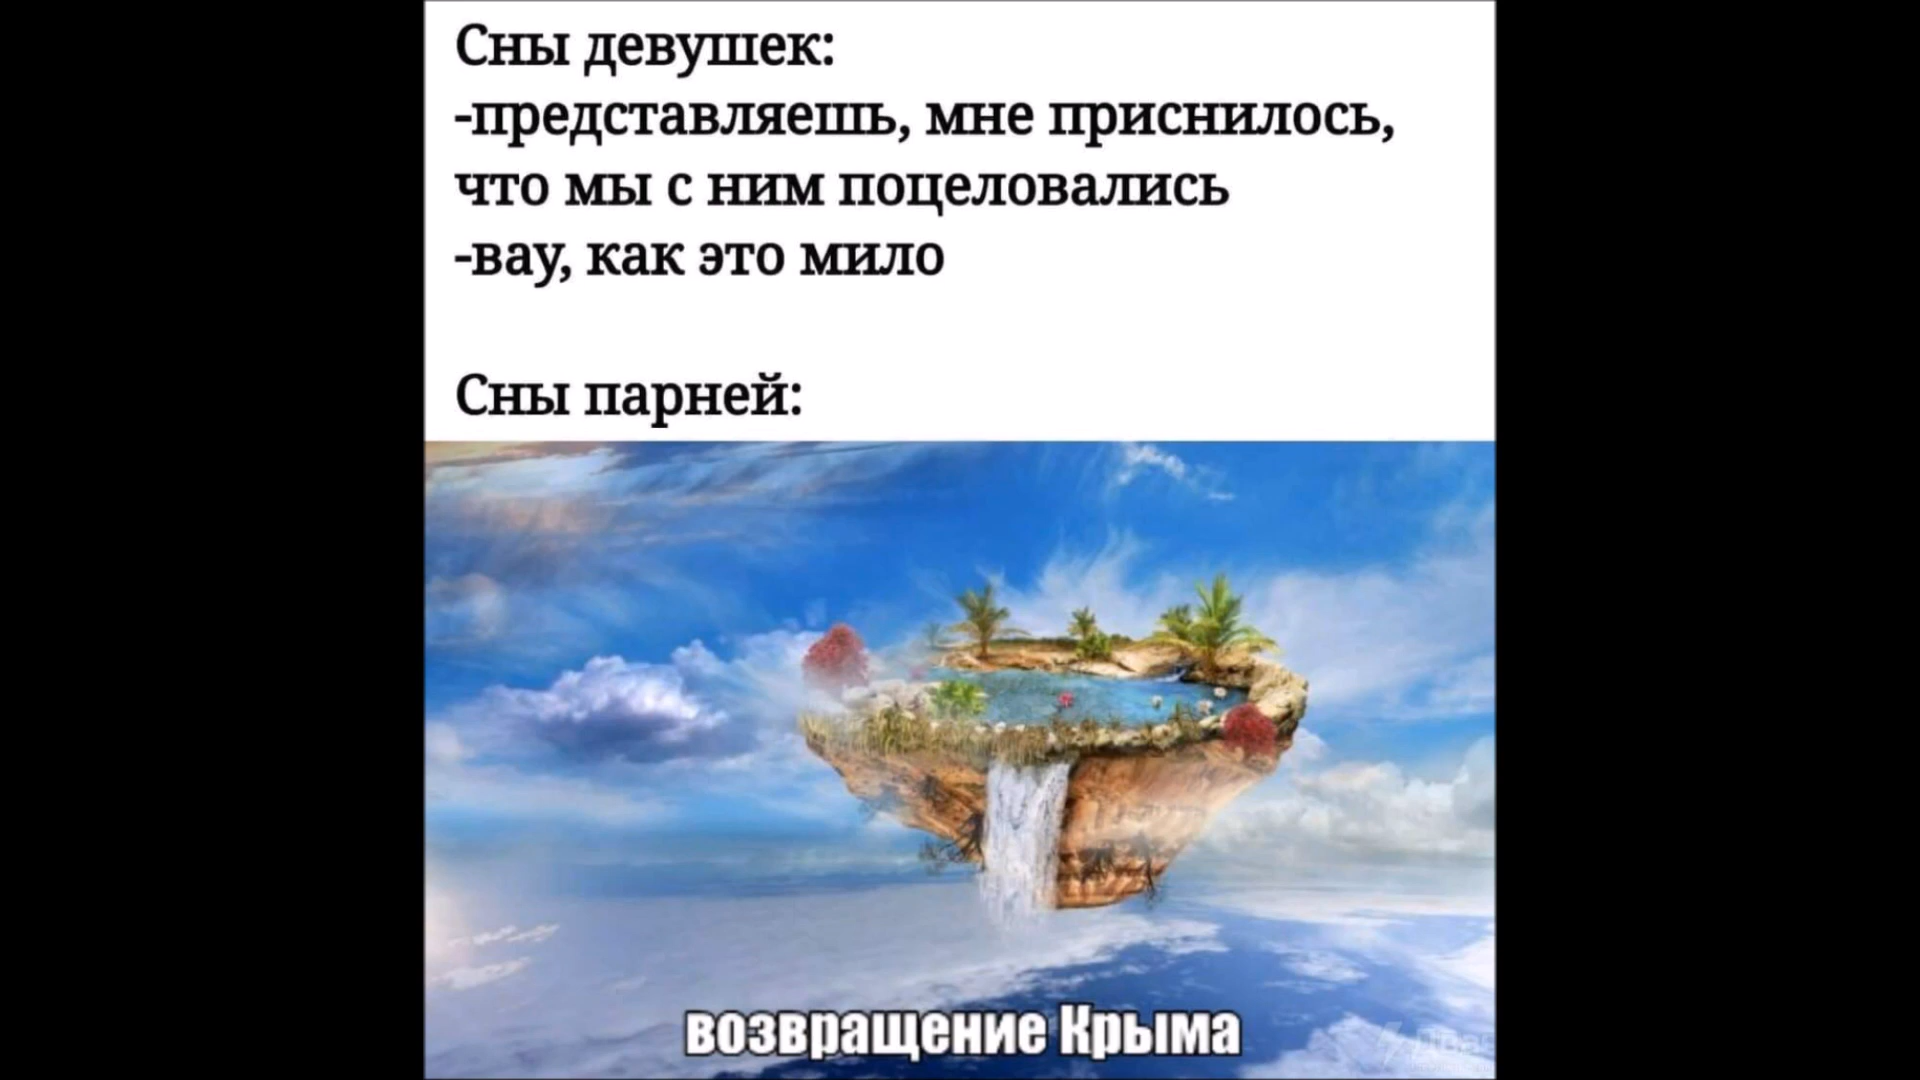 Сны девушек:
-представляешь, мне приснилось,
что мы с ним поцеловались
-вау, как это мило
Сны парней:
возвращение Крыма